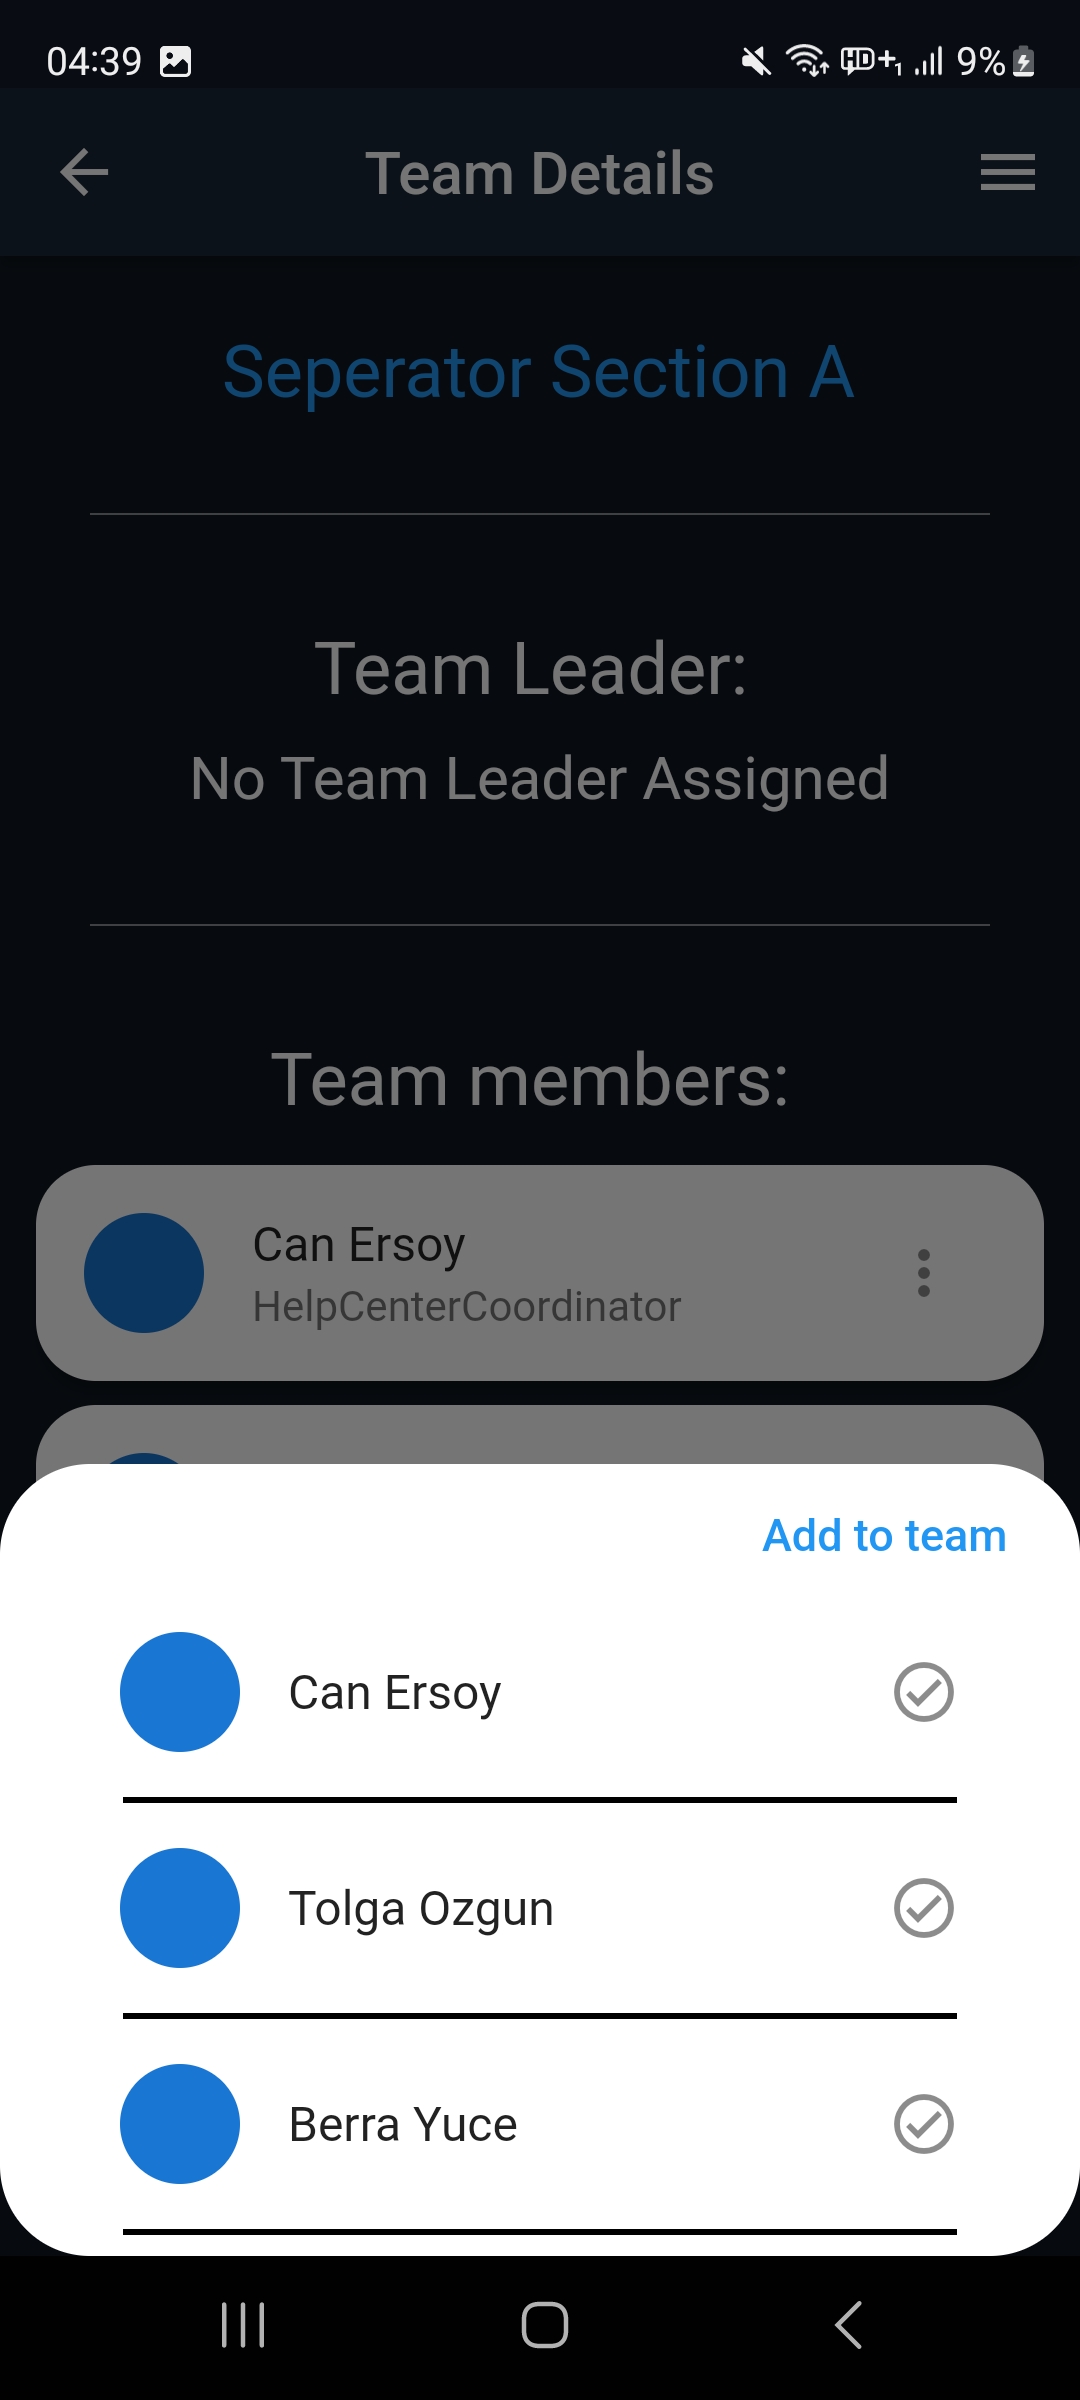 04:39
9%
Team Details
Seperator Section A
Team Leader:
No Team Leader Assigned
Team members:
Can Ersoy
HelpCenterCoordinator
Add to team
Can Ersoy
Tolga Ozgun
Berra Yuce